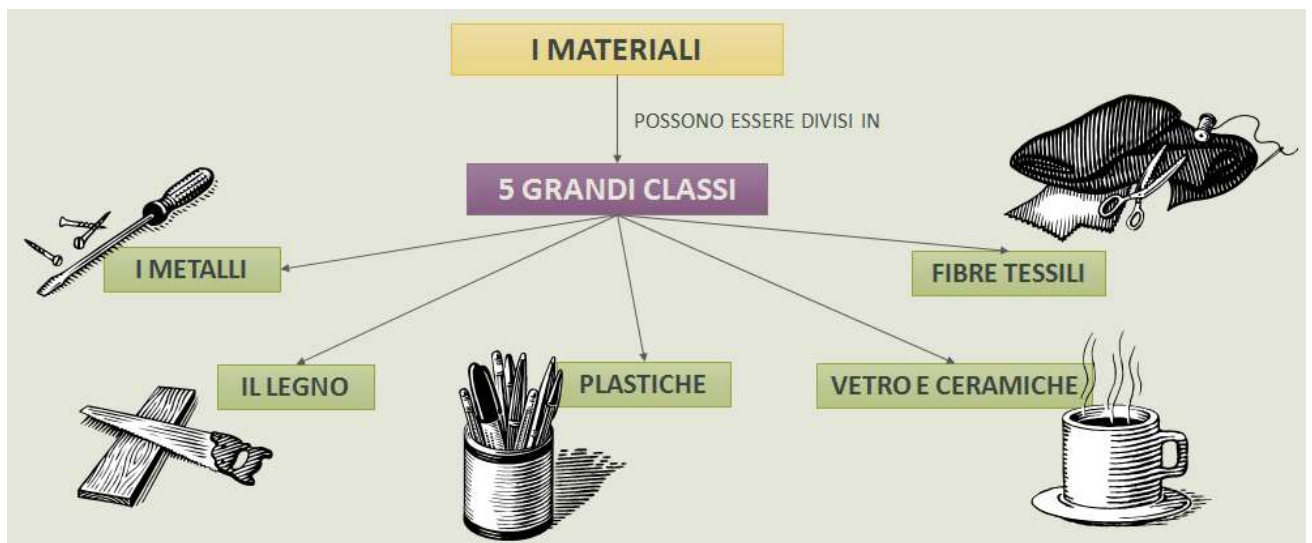 I MATERIALI
POSSONO ESSERE DIVISI IN
5 GRANDI CLASSI
I METALLI
FIBRE TESSILI
IL LEGNO
PLASTICHE
VETRO E CERAMICHE